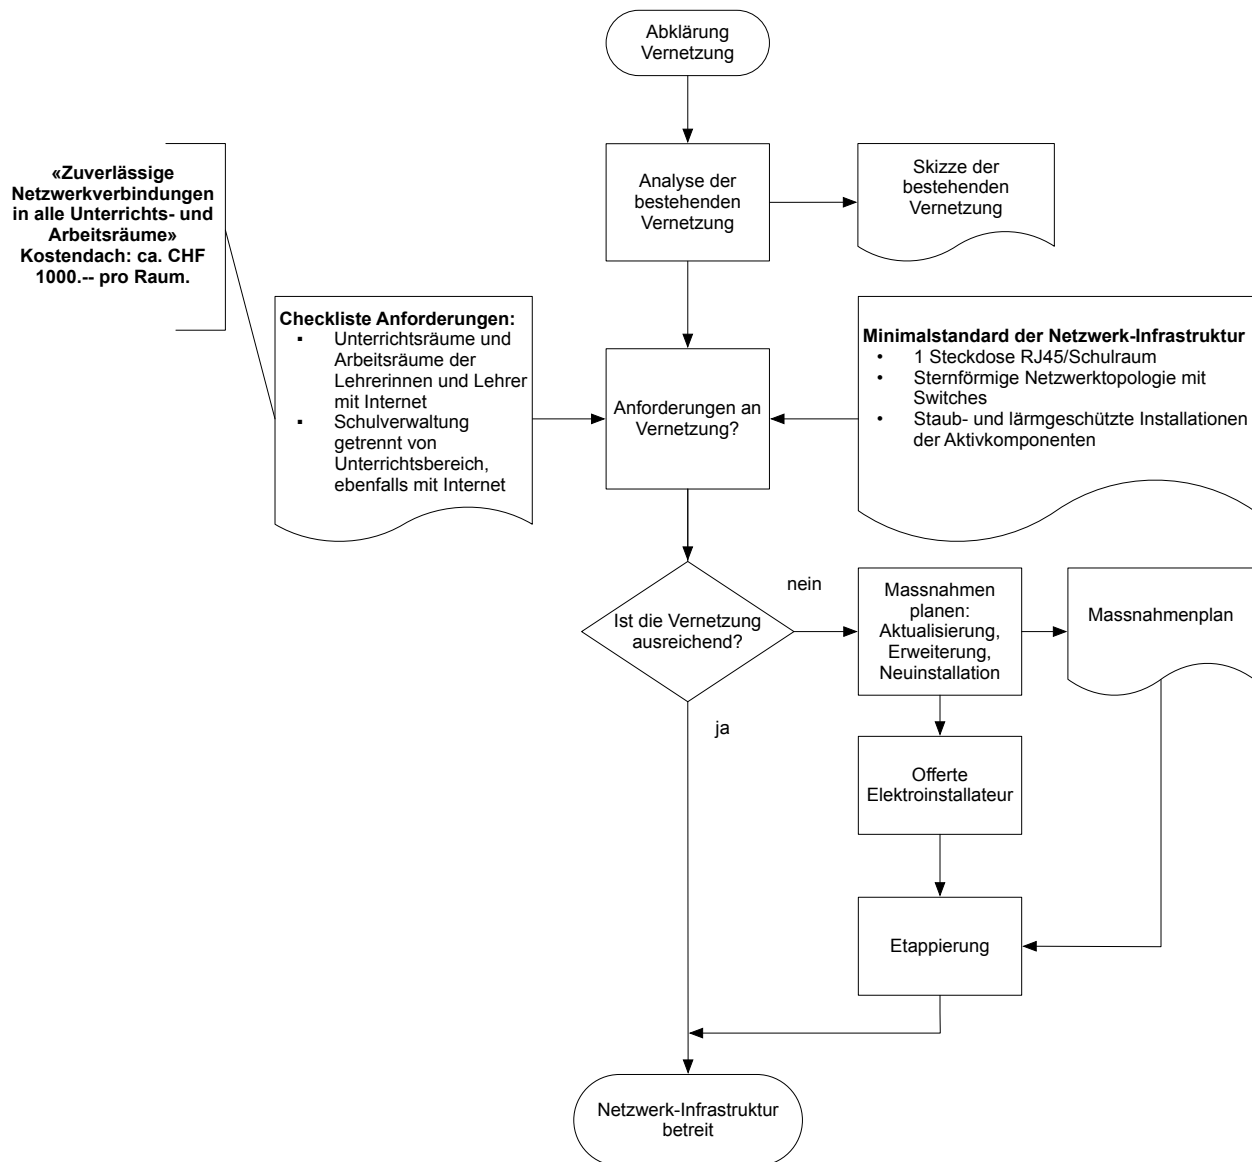 Abklärung
Vernetzung
«Zuverlässige
Netzwerkverbindungen
in alle Unterrichts- und
Arbeitsräume»
Kostendach: ca. CHF
1000.-- pro Raum.
Analyse der
bestehenden
Vernetzung
Skizze der
bestehenden
Vernetzung
Checkliste Anforderungen:
▪ Unterrichtsräume und
Arbeitsräume der
Lehrerinnen und Lehrer
mit Internet
▪ Schulverwaltung
getrennt von
Unterrichtsbereich,
ebenfalls mit Internet
Anforderungen an
Vernetzung?
Minimalstandard der Netzwerk-Infrastruktur
• 1 Steckdose RJ45/Schulraum
• Sternförmige Netzwerktopologie mit
Switches
• Staub- und lärmgeschützte Installationen
der Aktivkomponenten
Ist die Vernetzung
ausreichend?
nein
Massnahmen
planen:
Aktualisierung,
Erweiterung,
Neuinstallation
Massnahmenplan
ja
Offerte
Elektroinstallateur
Etappierung
Netzwerk-Infrastruktur
betreit